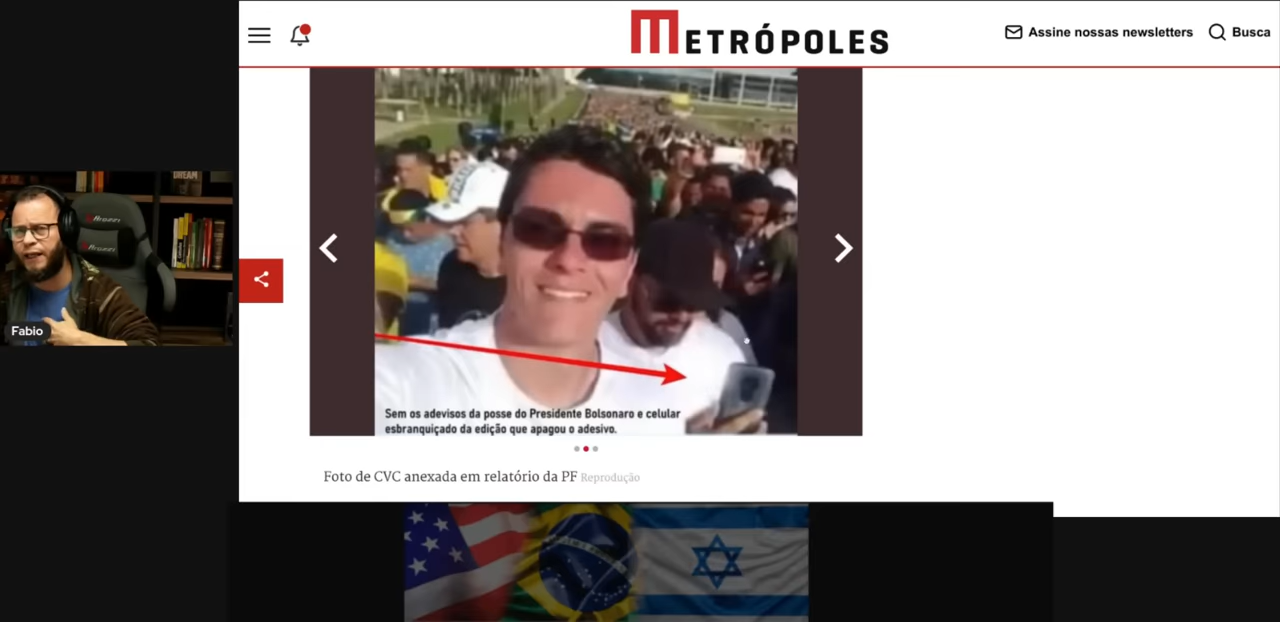 METRÓPOLES
Assine nossas newsletters
Busca
DREAM
Fabio
Sem os adevisos da posse do Presidente Bolsonaro e celular
esbranquiçado da edição que apagou o adesivo.
Foto de CVC anexada em relatório da PF Reprodução